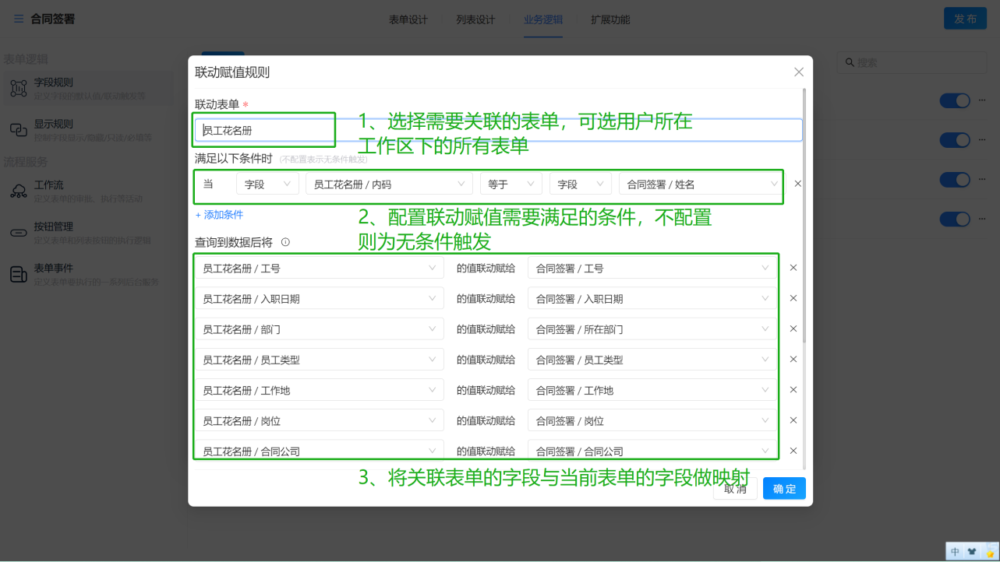 合同签署
表单设计
列表设计
业务逻辑
扩展功能
发 布
表单逻辑
字段规则
定义字段的默认值/联动触发等
显示规则
控制字段显示/隐藏/只读/必填等
流程服务
工作流
定义表单的审批、执行等活动
按钮管理
定义表单和列表按钮的执行逻辑
表单事件
定义表单要执行的一系列后台服务
搜索
联动赋值规则
联动表单 *
员工花名册
1、选择需要关联的表单，可选用户所在
工作区下的所有表单
满足以下条件时 (不配置表示无条件触发)
当 字段 员工花名册 / 内码 等于 字段 合同签署 / 姓名
+ 添加条件
2、配置联动赋值需要满足的条件，不配置
则为无条件触发
查询到数据后将
员工花名册 / 工号 的值联动赋给 合同签署 / 工号
员工花名册 / 入职日期 的值联动赋给 合同签署 / 入职日期
员工花名册 / 部门 的值联动赋给 合同签署 / 所在部门
员工花名册 / 员工类型 的值联动赋给 合同签署 / 员工类型
员工花名册 / 工作地 的值联动赋给 合同签署 / 工作地
员工花名册 / 岗位 的值联动赋给 合同签署 / 岗位
员工花名册 / 合同公司 的值联动赋给 合同签署 / 合同公司
3、将关联表单的字段与当前表单的字段做映射
取 消
确 定
中